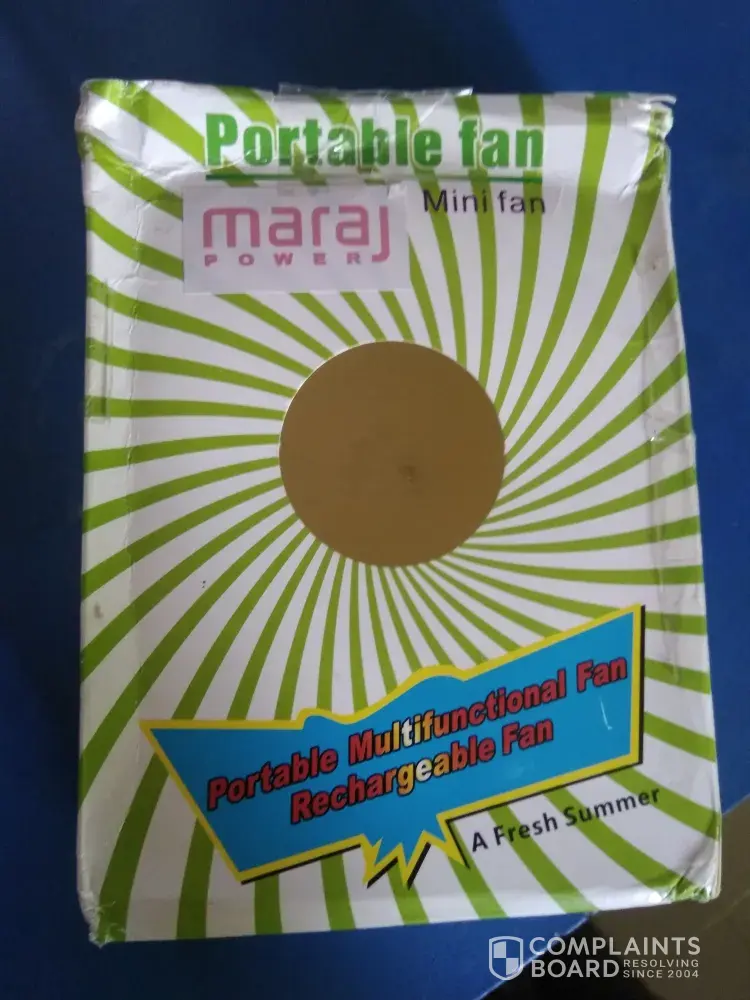 Portable fan
Mini fan
maraj
POWER
Portable Multifunctional Fan
Rechargeable Fan
A Fresh Summer
COMPLAINTS
BOARD RESOLVING
SINCE 2004